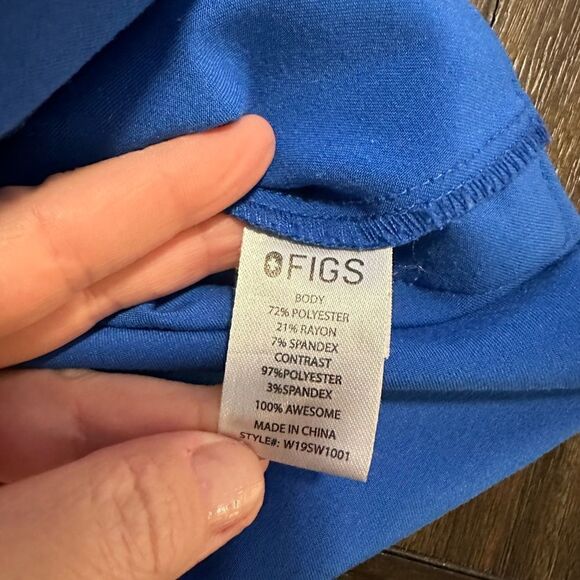 FIGS
BODY
72% POLYESTER
21% RAYON
7% SPANDEX
CONTRAST
97%POLYESTER
3%SPANDEX
100% AWESOME
MADE IN CHINA
STYLE#: W19SW1001